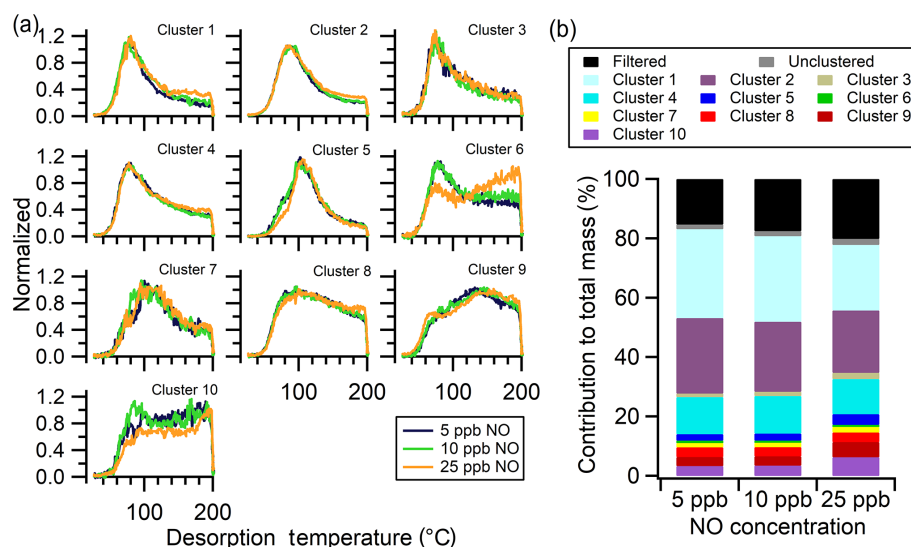 (a)
Cluster 1
Cluster 2
Cluster 3
1.2
0.8
0.4
0.0
Cluster 4
Cluster 5
Cluster 6
1.2
0.8
0.4
0.0
Normalized
Cluster 7
Cluster 8
Cluster 9
1.2
0.8
0.4
0.0
Cluster 10
1.2
0.8
0.4
0.0
100
200
100
200
100
200
5 ppb NO
10 ppb NO
25 ppb NO
Desorption temperature (°C)
(b)
Filtered
Unclustered
Cluster 1
Cluster 2
Cluster 3
Cluster 4
Cluster 5
Cluster 6
Cluster 7
Cluster 8
Cluster 9
Cluster 10
Contribution to total mass (%)
100
80
60
40
20
0
5 ppb
10 ppb
25 ppb
NO concentration